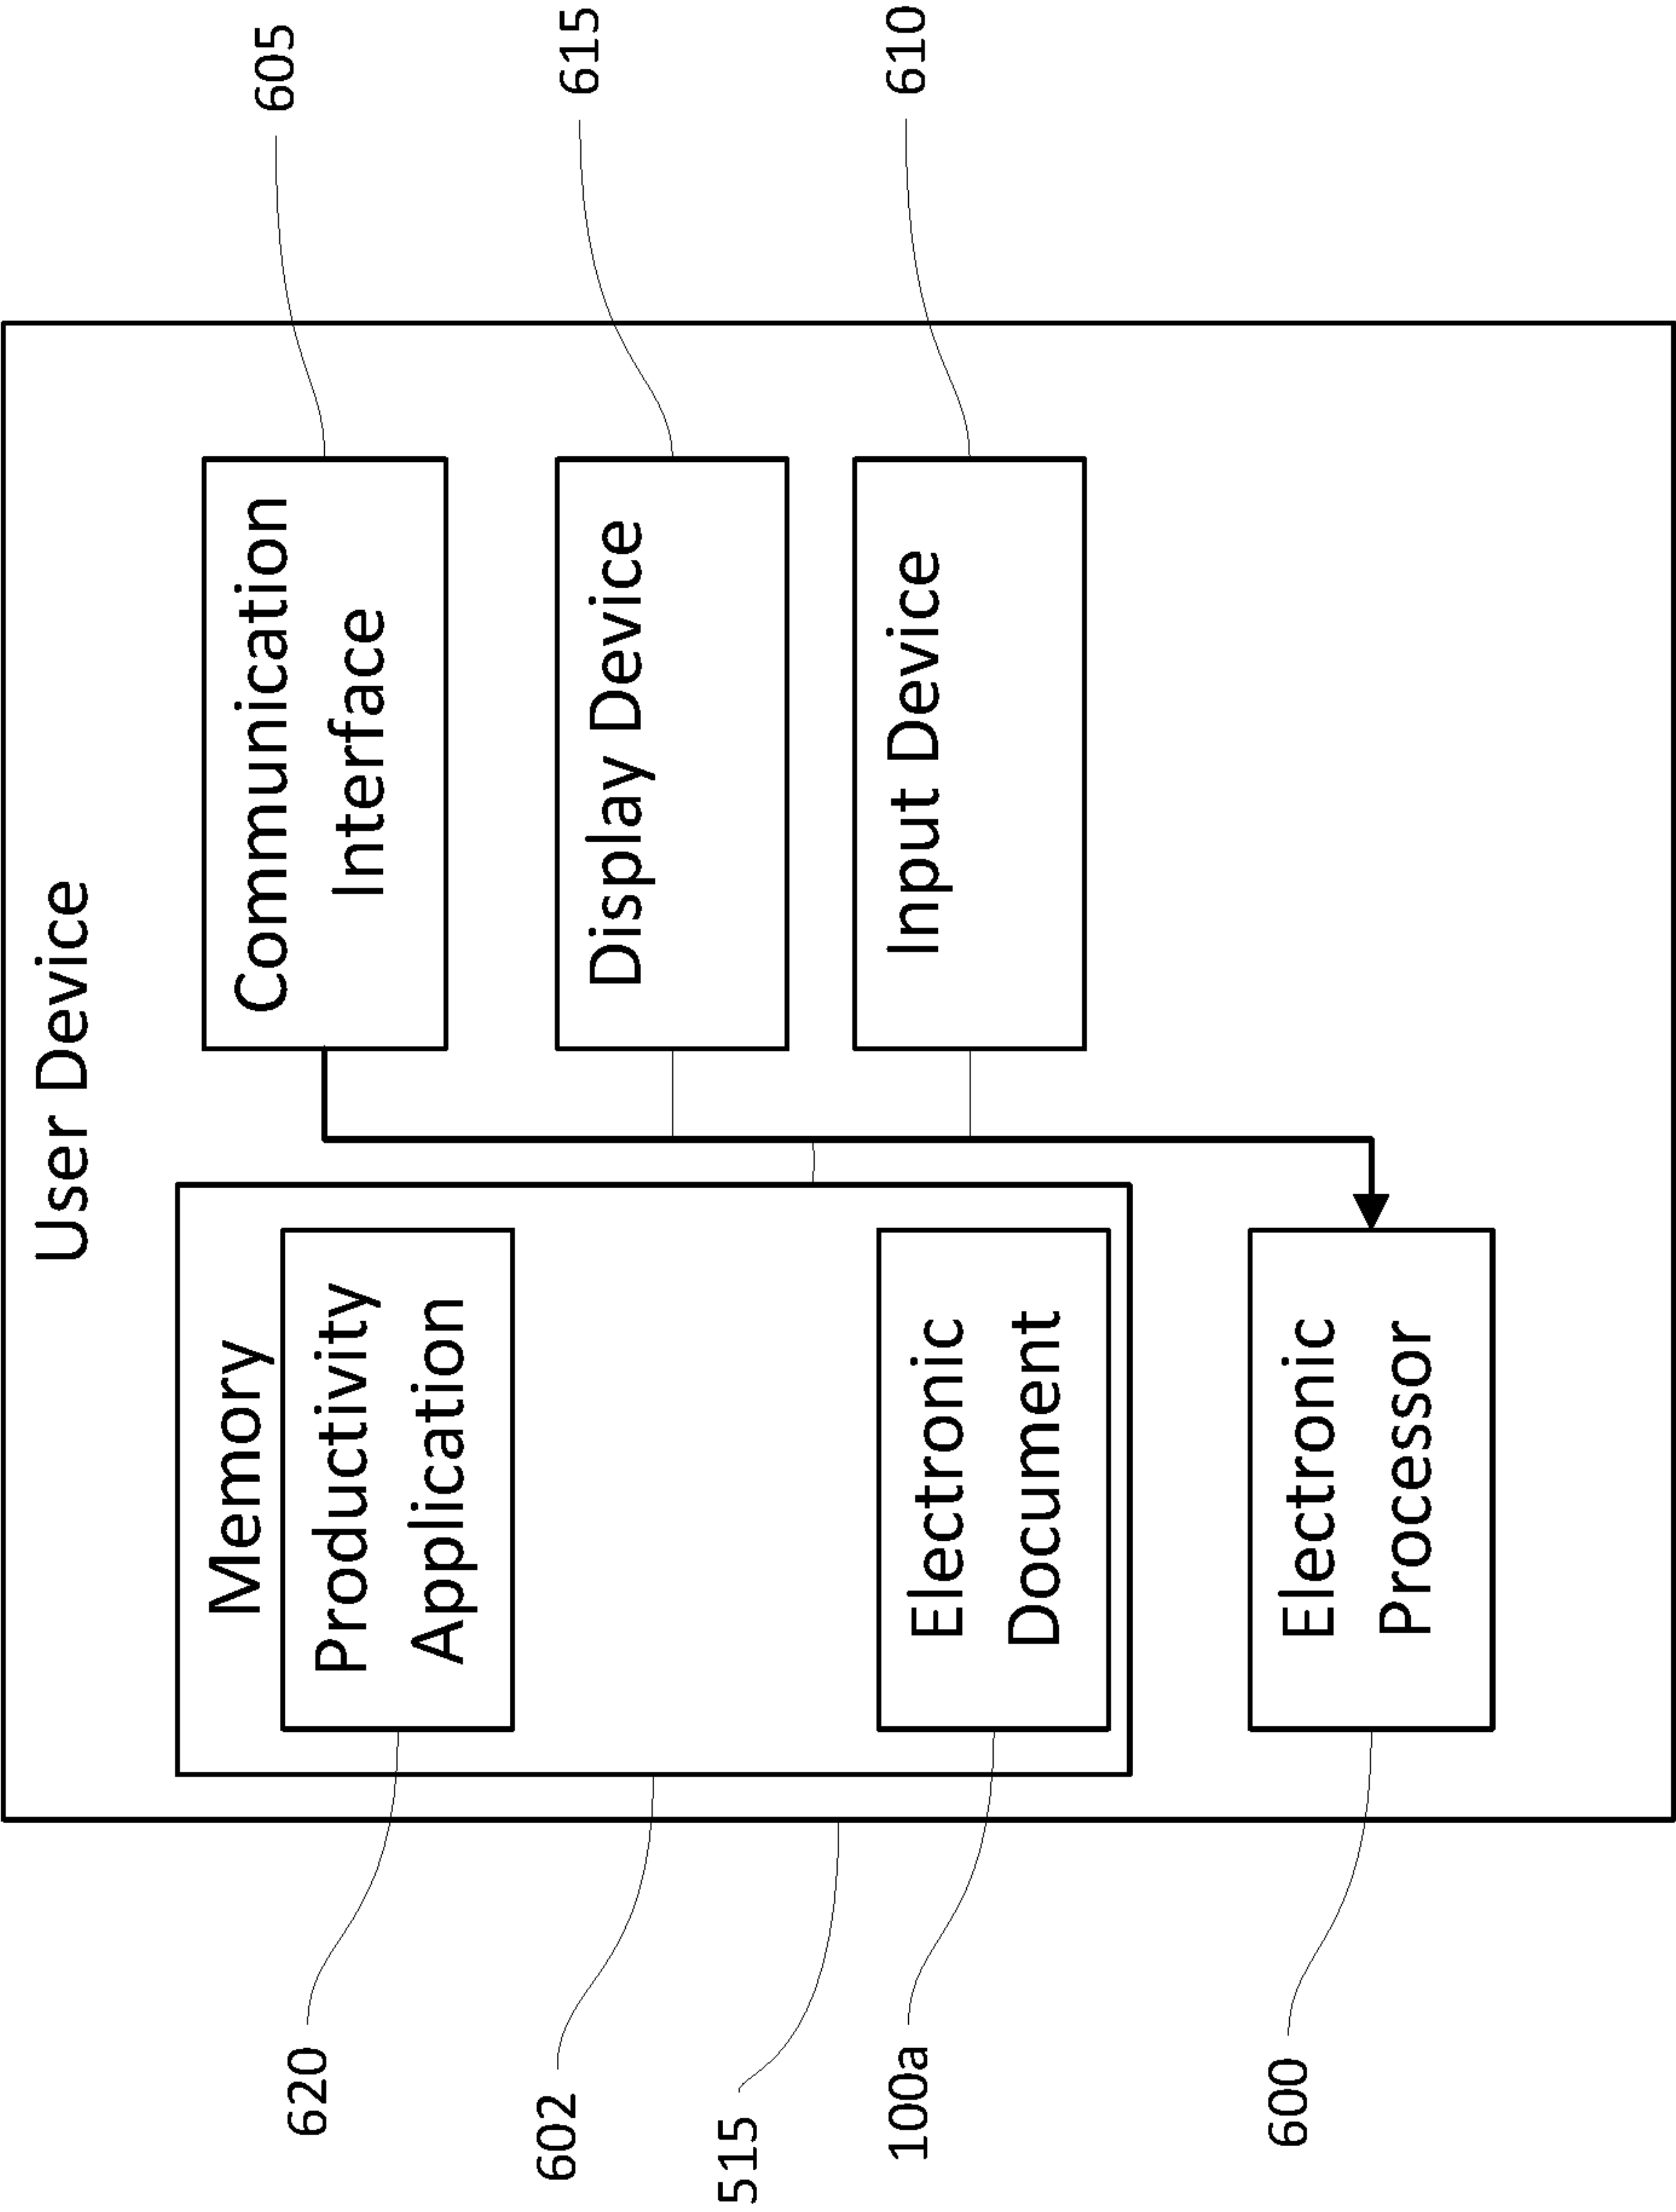 User Device
620
Memory
Productivity
Application
602
515
100a
Electronic
Document
600
Electronic
Processor
Communication
Interface
605
Display Device
615
Input Device
610